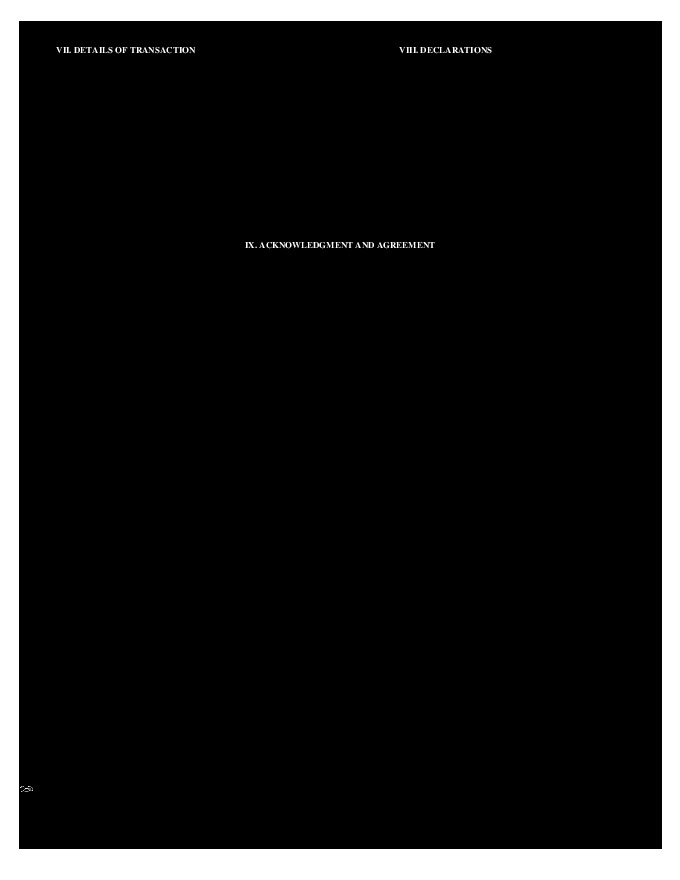 VII. DETAILS OF TRANSACTION
VIII. DECLARATIONS
IX. ACKNOWLEDGMENT AND AGREEMENT